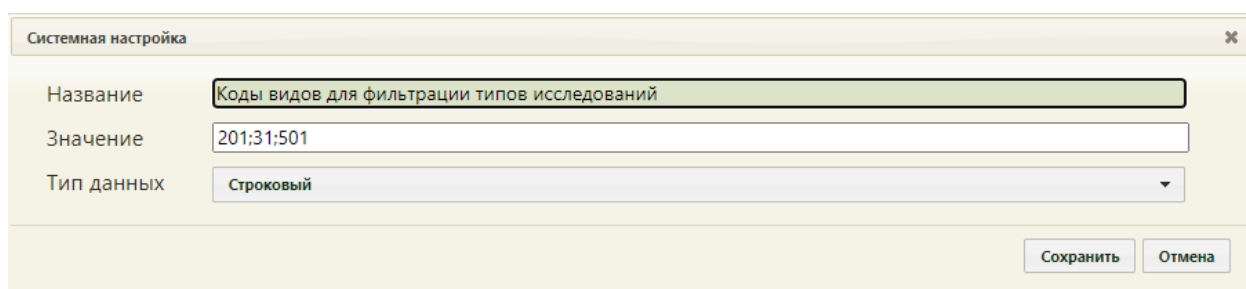 Системная настройка
Название Коды видов для фильтрации типов исследований
Значение 201;31;501
Тип данных Строковый
Сохранить Отмена